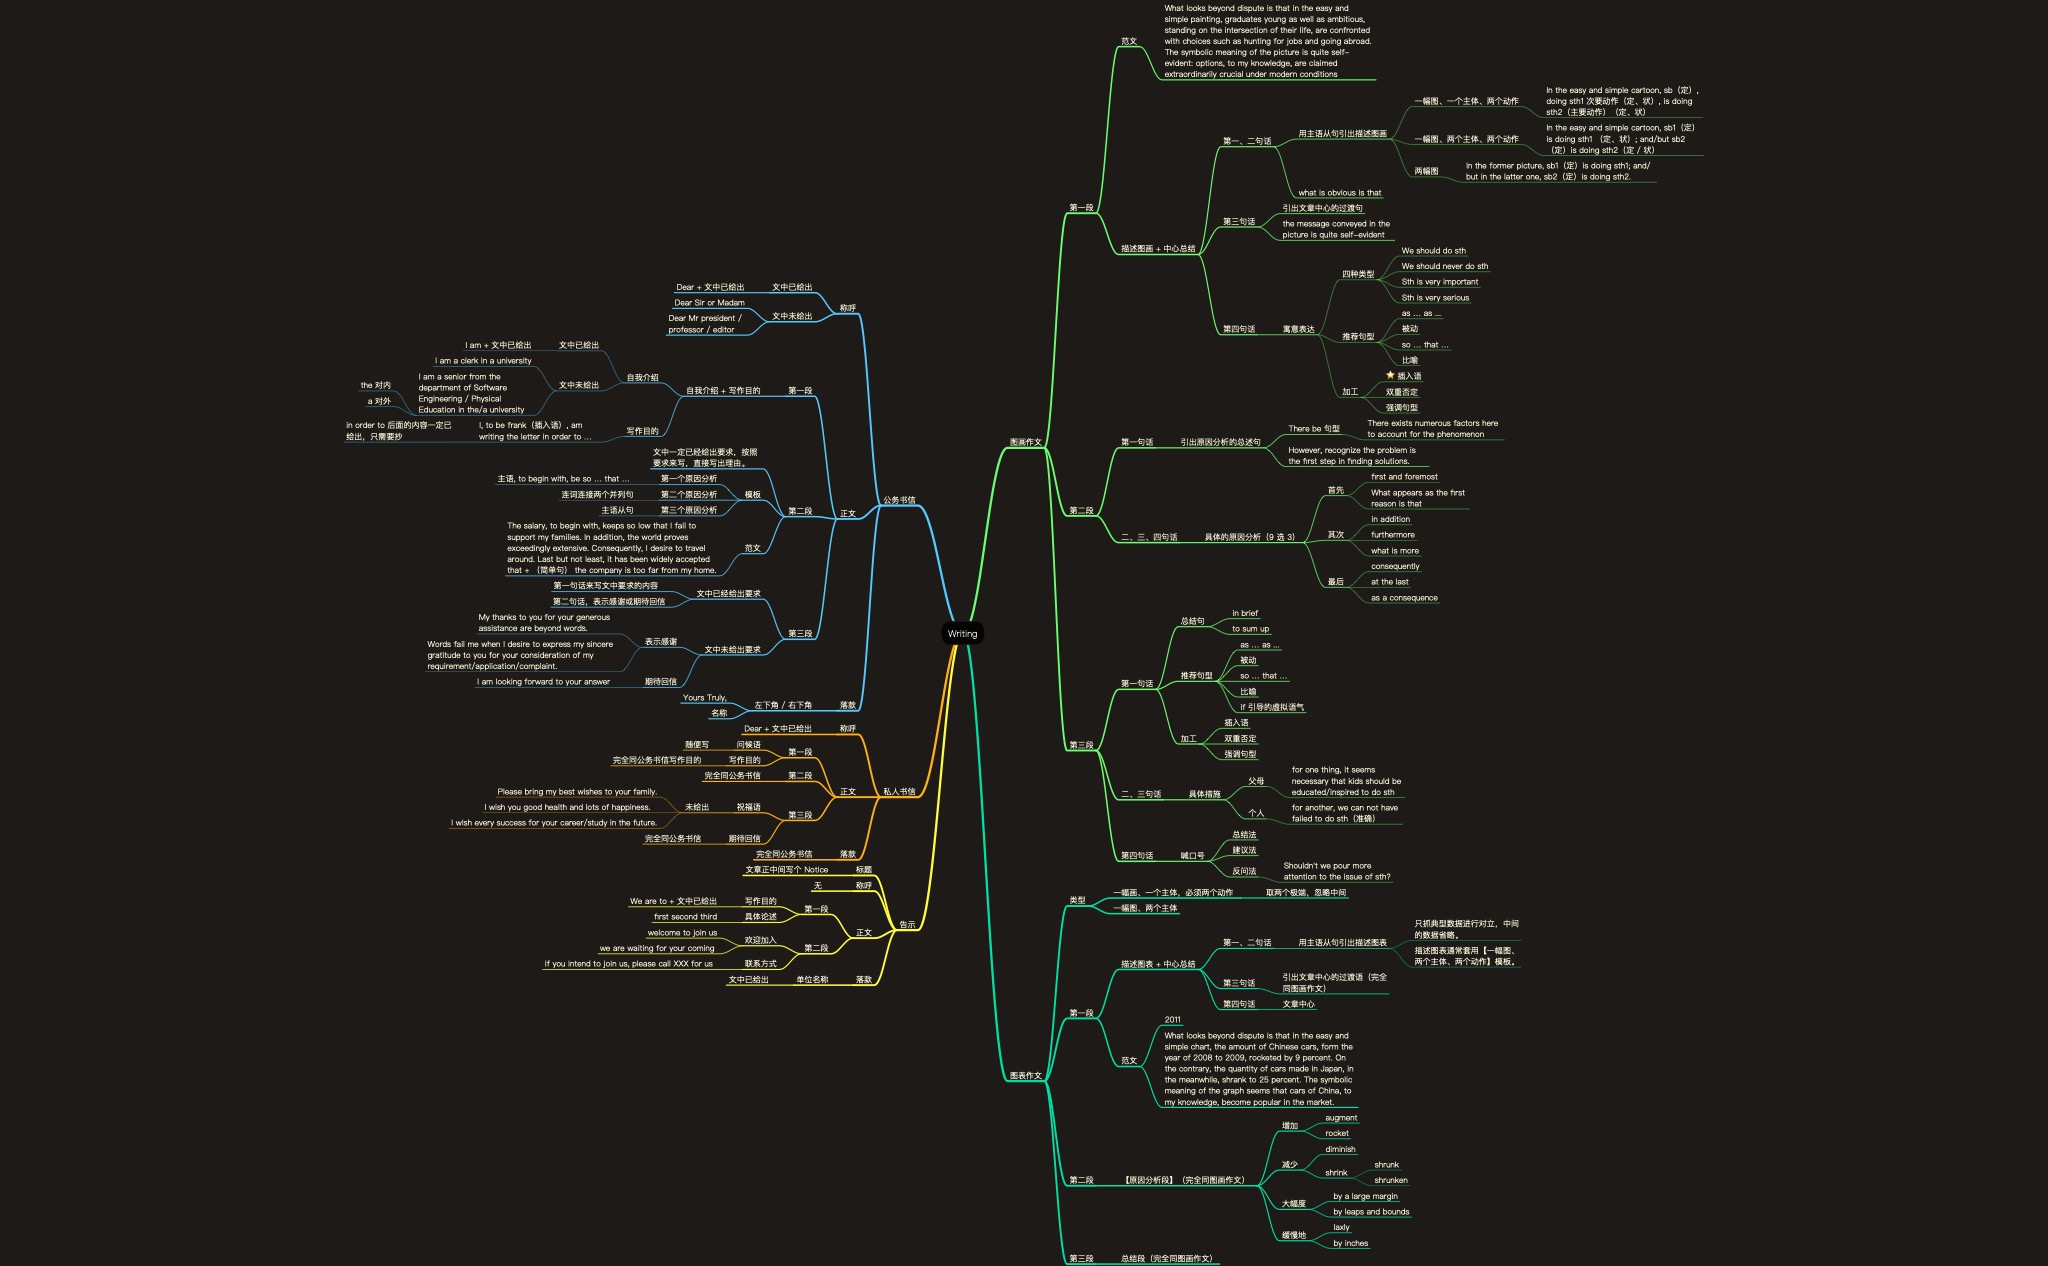 Writing
图画作文
第一段
范文
What looks beyond dispute is that in the easy and
simple painting, graduates young as well as ambitious,
standing on the intersection of their life, are confronted
with choices such as hunting for jobs and going abroad.
The symbolic meaning of the picture is quite self-
evident: options, to my knowledge, are claimed
extraordinarily crucial under modern conditions
描述图画 + 中心总结
第一、二句话
用主语从句引出描述图画
一幅图、一个主体、两个动作
In the easy and simple cartoon, sb（定）,
doing sth1 次要动作（定、状）, is doing
sth2（主要动作）（定、状）
一幅图、两个主体、两个动作
In the easy and simple cartoon, sb1（定）
is doing sth1 （定、状）; and/but sb2
（定）is doing sth2（定 / 状）
两幅图
In the former picture, sb1（定）is doing sth1; and/
but in the latter one, sb2（定）is doing sth2.
what is obvious is that
第三句话
引出文章中心的过渡句
the message conveyed in the
picture is quite self-evident
第四句话
寓意表达
四种类型
We should do sth
We should never do sth
Sth is very important
Sth is very serious
推荐句型
as ... as ...
被动
so ... that ...
比喻
加工
⭐ 插入语
双重否定
强调句型
第二段
第一句话
引出原因分析的总述句
There be 句型
There exists numerous factors here
to account for the phenomenon
However, recognize the problem is
the first step in finding solutions.
二、三、四句话
具体的原因分析（9 选 3）
首先
first and foremost
What appears as the first
reason is that
其次
in addition
furthermore
what is more
最后
consequently
at the last
as a consequence
第三段
第一句话
总结句
in brief
to sum up
推荐句型
as ... as ...
被动
so ... that ...
比喻
if 引导的虚拟语气
加工
插入语
双重否定
强调句型
二、三句话
具体措施
父母
for one thing, it seems
necessary that kids should be
educated/inspired to do sth
个人
for another, we can not have
failed to do sth（准确）
第四句话
喊口号
总结法
建议法
反问法
Shouldn't we pour more
attention to the issue of sth?
图表作文
类型
一幅画、一个主体，必须两个动作
取两个极端，忽略中间
一幅图、两个主体
第一段
描述图表 + 中心总结
第一、二句话
用主语从句引出描述图表
只抓典型数据进行对立，中间
的数据省略。
描述图表通常套用【一幅图、
两个主体、两个动作】模板。
第三句话
引出文章中心的过渡语（完全
同图画作文）
第四句话
文章中心
范文
2011
What looks beyond dispute is that in the easy and
simple chart, the amount of Chinese cars, form the
year of 2008 to 2009, rocketed by 9 percent. On
the contrary, the quantity of cars made in Japan, in
the meanwhile, shrank to 25 percent. The symbolic
meaning of the graph seems that cars of China, to
my knowledge, become popular in the market.
第二段
【原因分析段】（完全同图画作文）
增加
augment
rocket
减少
diminish
shrink
shrunk
shrunken
大幅度
by a large margin
by leaps and bounds
缓慢地
laxly
by inches
第三段
总结段（完全同图画作文）
公务书信
称呼
文中已给出
Dear + 文中已给出
文中未给出
Dear Sir or Madam
Dear Mr president /
professor / editor
正文
第一段
自我介绍 + 写作目的
自我介绍
文中已给出
I am + 文中已给出
文中未给出
I am a clerk in a university
I am a senior from the
department of Software
Engineering / Physical
Education in the/a university
the 对内
a 对外
写作目的
I, to be frank（插入语）, am
writing the letter in order to ...
in order to 后面的内容一定已
给出，只需要抄
第二段
文中一定已经给出要求，按照
要求来写，直接写出理由。
模板
第一个原因分析
主语, to begin with, be so ... that ...
第二个原因分析
连词连接两个并列句
第三个原因分析
主语从句
范文
The salary, to begin with, keeps so low that I fail to
support my families. In addition, the world proves
exceedingly extensive. Consequently, I desire to travel
around. Last but not least, it has been widely accepted
that + （简单句） the company is too far from my home.
第三段
文中已经给出要求
第一句话来写文中要求的内容
第二句话，表示感谢或期待回信
文中未给出要求
表示感谢
My thanks to you for your generous
assistance are beyond words.
Words fail me when I desire to express my sincere
gratitude to you for your consideration of my
requirement/application/complaint.
期待回信
I am looking forward to your answer
落款
左下角 / 右下角
Yours Truly,
名称
私人书信
称呼
Dear + 文中已给出
正文
第一段
问候语
随便写
写作目的
完全同公务书信写作目的
第二段
完全同公务书信
第三段
祝福语
未给出
Please bring my best wishes to your family.
I wish you good health and lots of happiness.
I wish every success for your career/study in the future.
期待回信
完全同公务书信
落款
完全同公务书信
告示
标题
文章正中间写个 Notice
称呼
无
正文
第一段
写作目的
We are to + 文中已给出
具体论述
first second third
第二段
欢迎加入
welcome to join us
we are waiting for your coming
联系方式
if you intend to join us, please call XXX for us
落款
单位名称
文中已给出